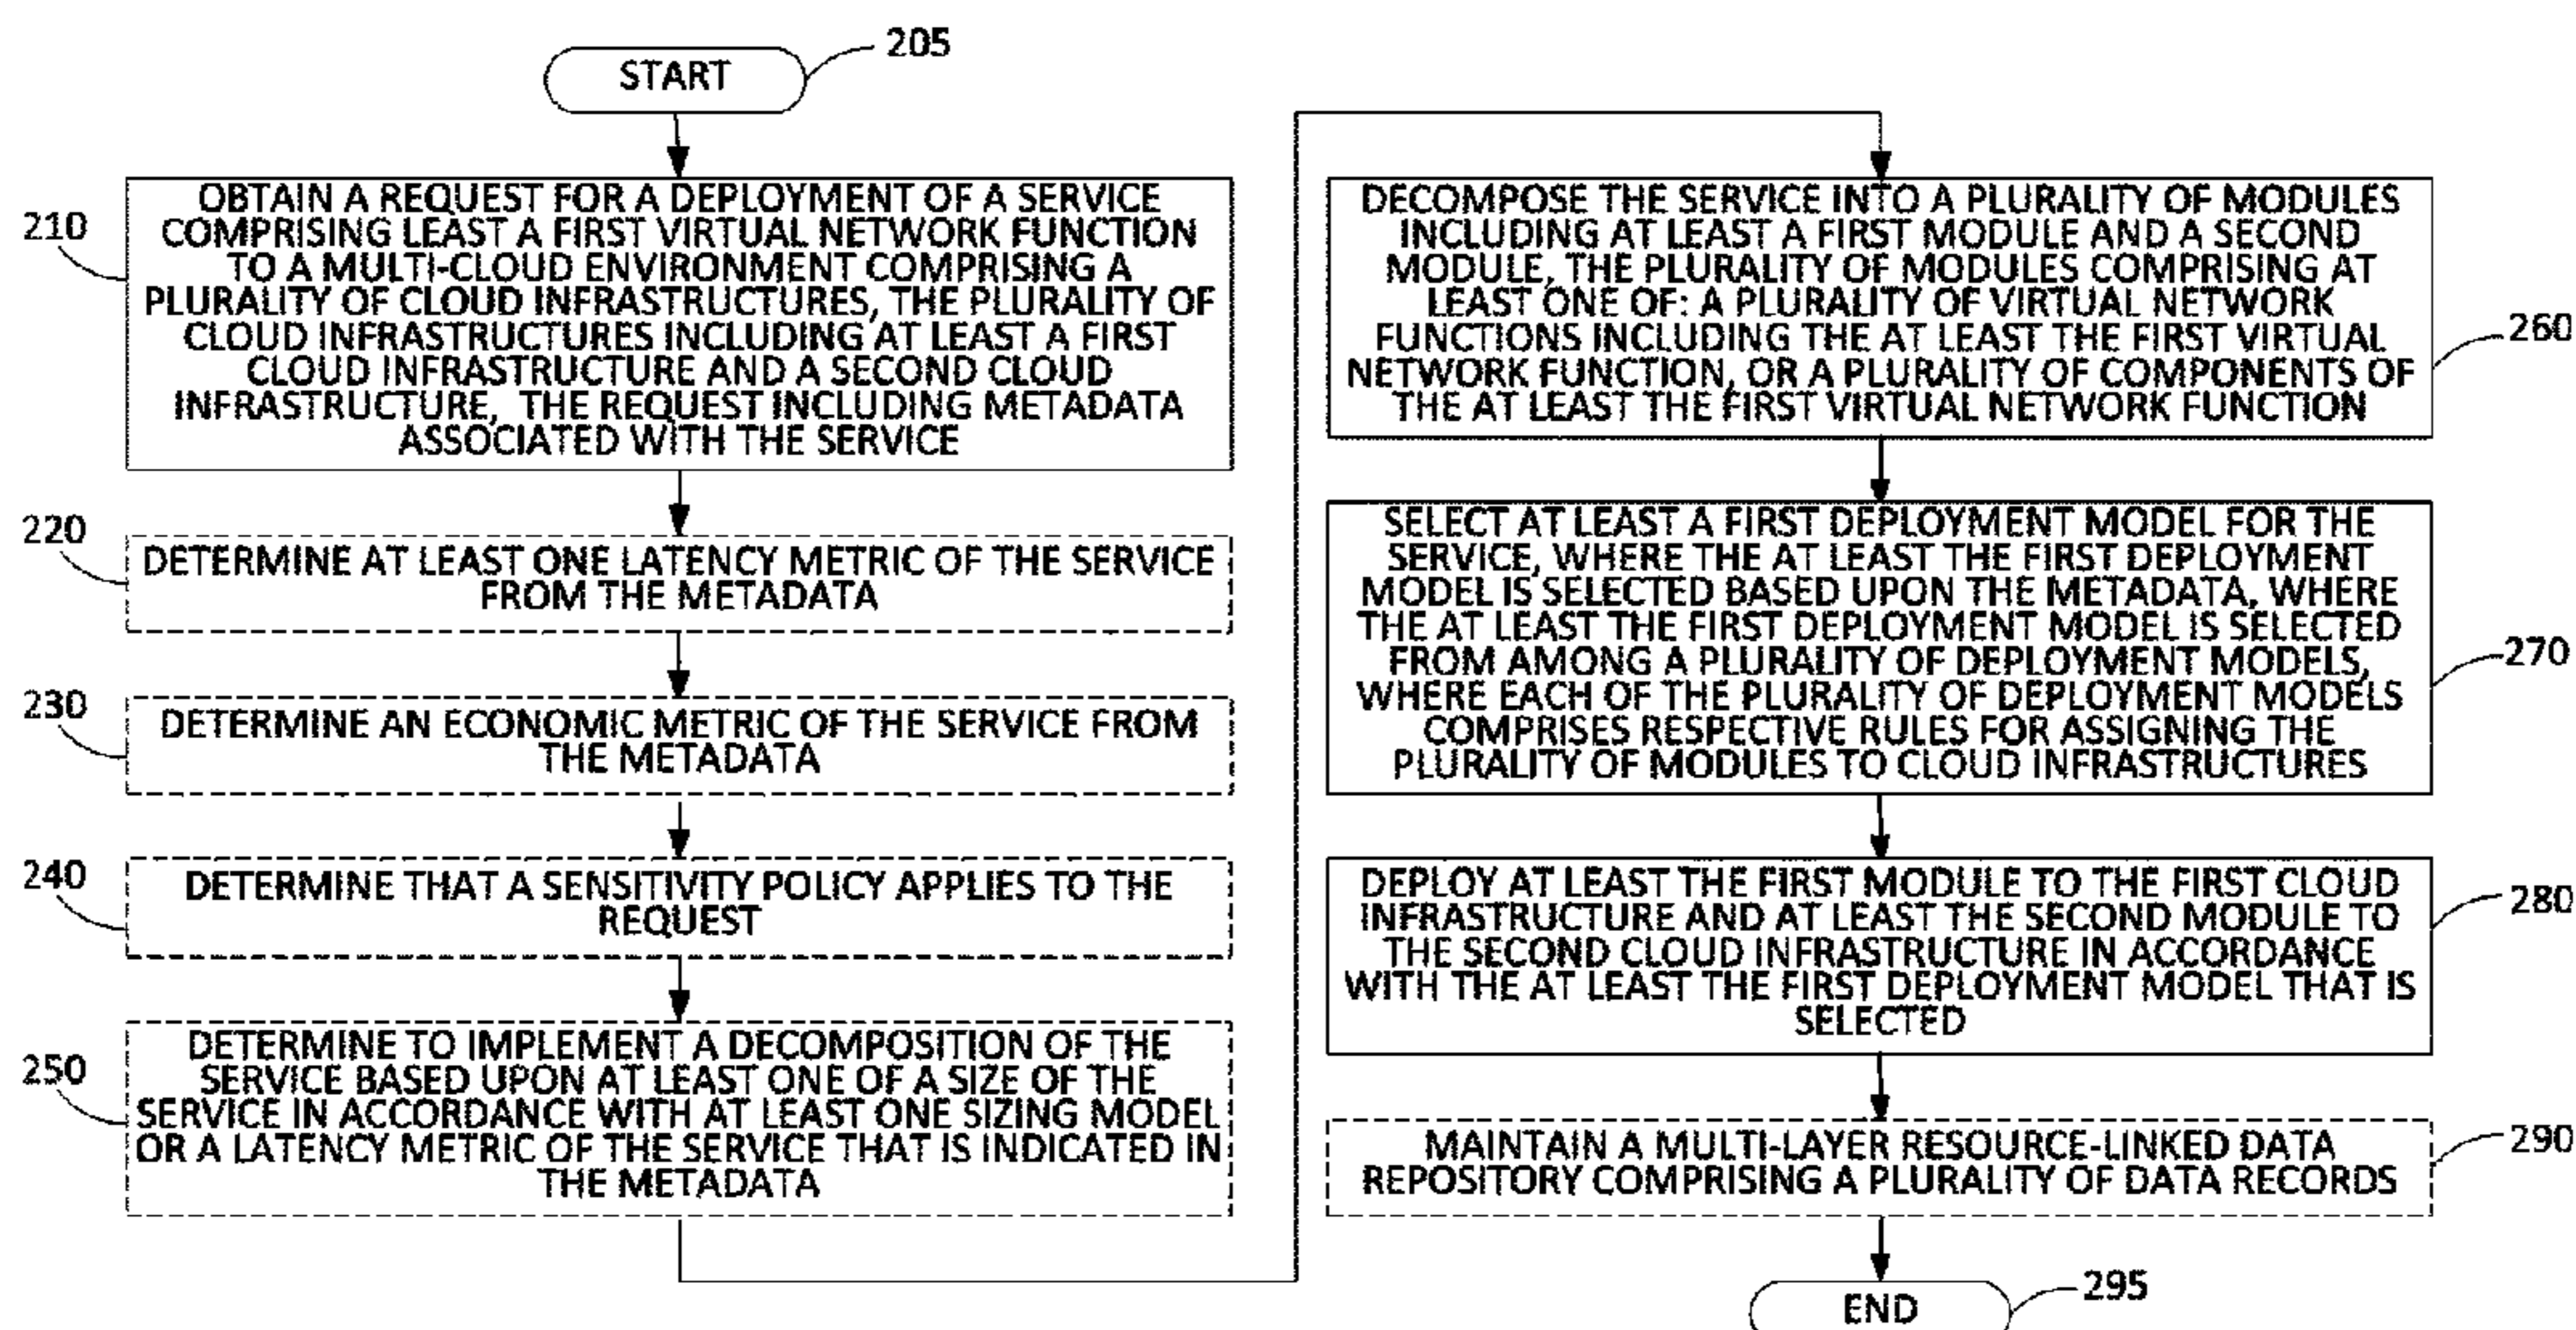 START
205
210
OBTAIN A REQUEST FOR A DEPLOYMENT OF A SERVICE
COMPRISING LEAST A FIRST VIRTUAL NETWORK FUNCTION
TO A MULTI-CLOUD ENVIRONMENT COMPRISING A
PLURALITY OF CLOUD INFRASTRUCTURES, THE PLURALITY OF
CLOUD INFRASTRUCTURES INCLUDING AT LEAST A FIRST
CLOUD INFRASTRUCTURE AND A SECOND CLOUD
INFRASTRUCTURE, THE REQUEST INCLUDING METADATA
ASSOCIATED WITH THE SERVICE
220
DETERMINE AT LEAST ONE LATENCY METRIC OF THE SERVICE
FROM THE METADATA
230
DETERMINE AN ECONOMIC METRIC OF THE SERVICE FROM
THE METADATA
240
DETERMINE THAT A SENSITIVITY POLICY APPLIES TO THE
REQUEST
250
DETERMINE TO IMPLEMENT A DECOMPOSITION OF THE
SERVICE BASED UPON AT LEAST ONE OF A SIZE OF THE
SERVICE IN ACCORDANCE WITH AT LEAST ONE SIZING MODEL
OR A LATENCY METRIC OF THE SERVICE THAT IS INDICATED IN
THE METADATA
DECOMPOSE THE SERVICE INTO A PLURALITY OF MODULES
INCLUDING AT LEAST A FIRST MODULE AND A SECOND
MODULE, THE PLURALITY OF MODULES COMPRISING AT
LEAST ONE OF: A PLURALITY OF VIRTUAL NETWORK
FUNCTIONS INCLUDING THE AT LEAST THE FIRST VIRTUAL
NETWORK FUNCTION, OR A PLURALITY OF COMPONENTS OF
THE AT LEAST THE FIRST VIRTUAL NETWORK FUNCTION
260
SELECT AT LEAST A FIRST DEPLOYMENT MODEL FOR THE
SERVICE, WHERE THE AT LEAST THE FIRST DEPLOYMENT
MODEL IS SELECTED BASED UPON THE METADATA, WHERE
THE AT LEAST THE FIRST DEPLOYMENT MODEL IS SELECTED
FROM AMONG A PLURALITY OF DEPLOYMENT MODELS,
WHERE EACH OF THE PLURALITY OF DEPLOYMENT MODELS
COMPRISES RESPECTIVE RULES FOR ASSIGNING THE
PLURALITY OF MODULES TO CLOUD INFRASTRUCTURES
270
DEPLOY AT LEAST THE FIRST MODULE TO THE FIRST CLOUD
INFRASTRUCTURE AND AT LEAST THE SECOND MODULE TO
THE SECOND CLOUD INFRASTRUCTURE IN ACCORDANCE
WITH THE AT LEAST THE FIRST DEPLOYMENT MODEL THAT IS
SELECTED
280
MAINTAIN A MULTI-LAYER RESOURCE-LINKED DATA
REPOSITORY COMPRISING A PLURALITY OF DATA RECORDS
290
END
295